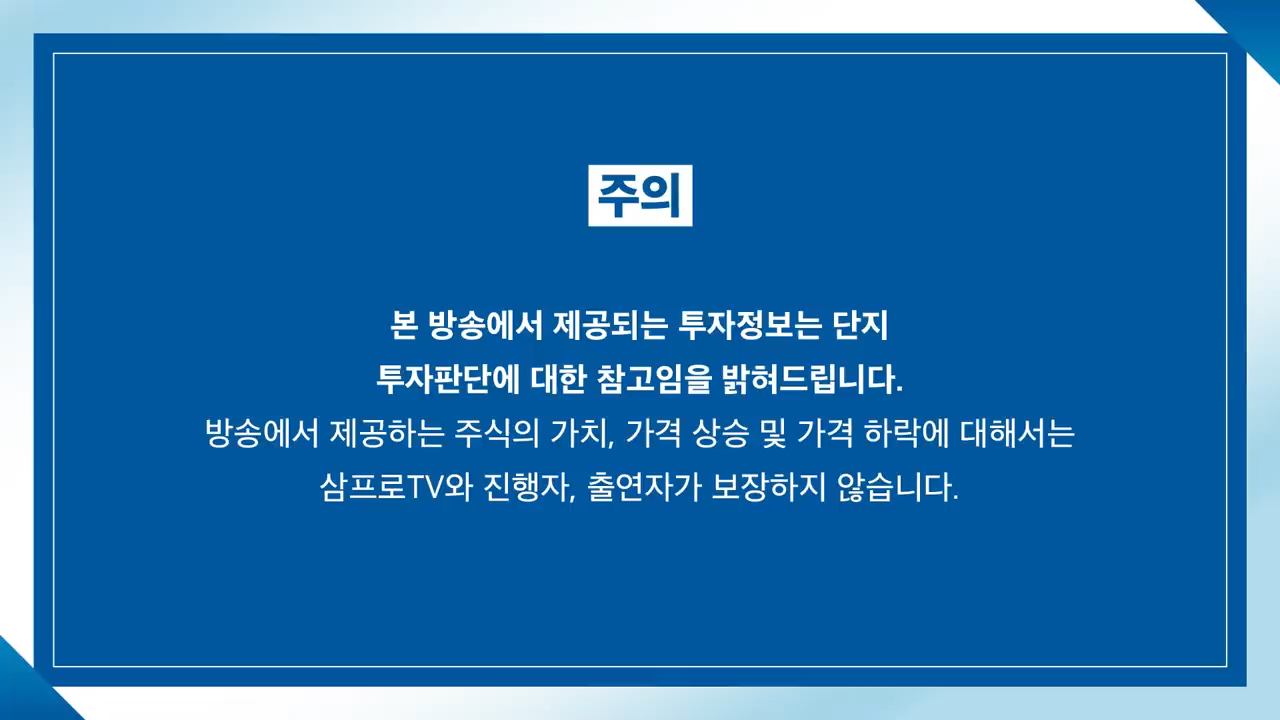 주의
본 방송에서 제공되는 투자정보는 단지
투자판단에 대한 참고임을 밝혀드립니다.
방송에서 제공하는 주식의 가치, 가격 상승 및 가격 하락에 대해서는
삼프로TV와 진행자, 출연자가 보장하지 않습니다.